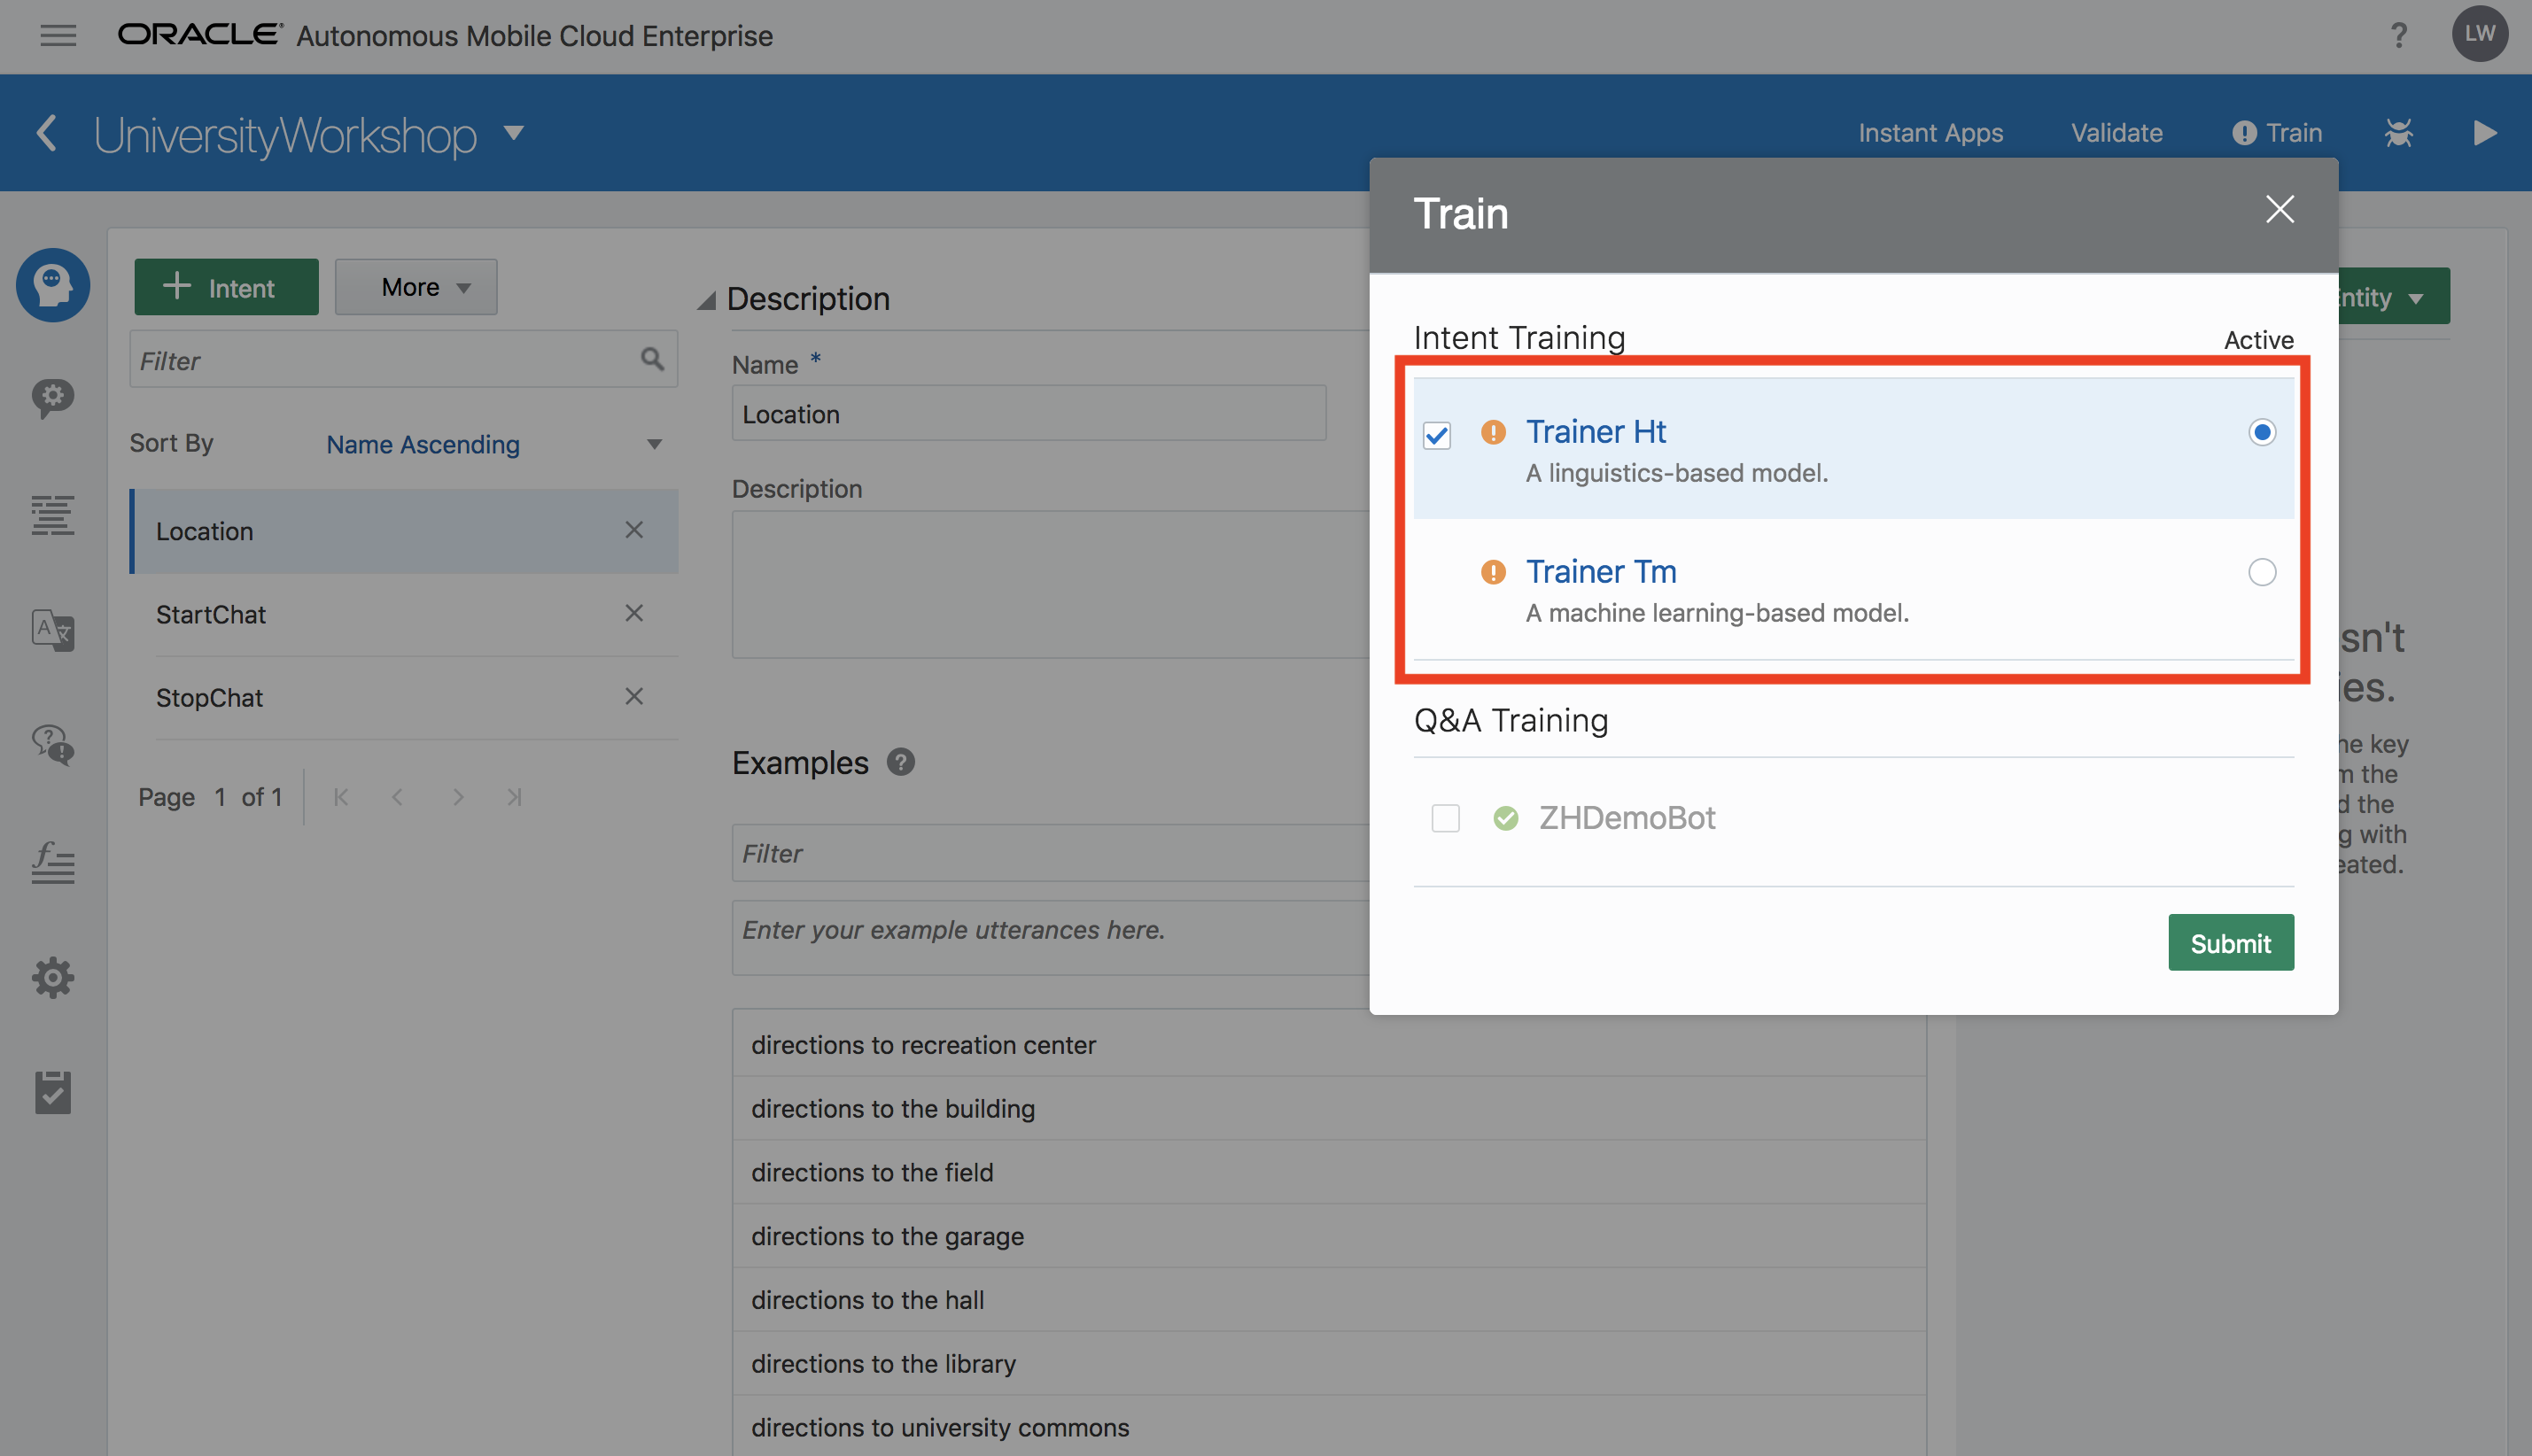 ORACLE® Autonomous Mobile Cloud Enterprise
?
LW
UniversityWorkshop
Instant Apps
Validate
Train
Intent
More
Filter
Sort By
Name Ascending
Location
StartChat
StopChat
Page 1 of 1
Description
Name *
Location
Description
Examples ?
Filter
Enter your example utterances here.
directions to recreation center
directions to the building
directions to the field
directions to the garage
directions to the hall
directions to the library
directions to university commons
Train
Intent Training
Active
Trainer Ht
A linguistics-based model.
Trainer Tm
A machine learning-based model.
Q&A Training
ZHDemoBot
Submit
ntity
sn't
es.
he key
m the
d the
g with
eated.